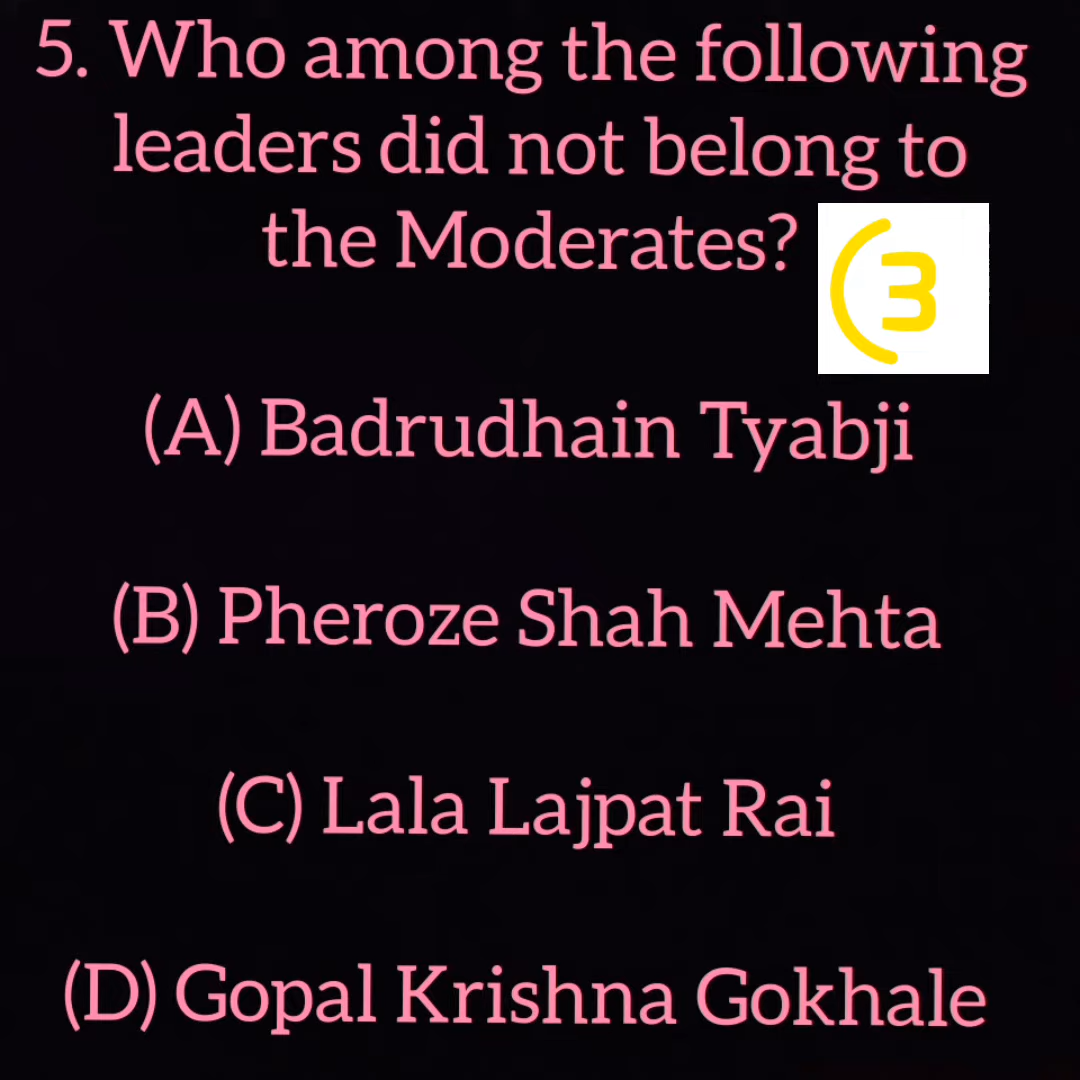 5. Who among the following
leaders did not belong to
the Moderates?
3
(A) Badrudhain Tyabji
(B) Pheroze Shah Mehta
(C) Lala Lajpat Rai
(D) Gopal Krishna Gokhale